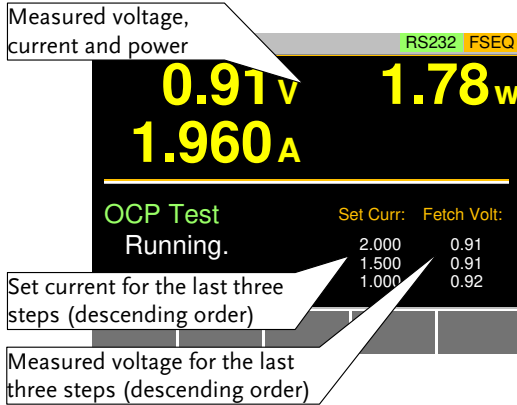 Measured voltage,
current and power
RS232 FSEQ
0.91V 1.78W
1.960A
OCP Test
Running.
Set Curr: Fetch Volt:
2.000 0.91
1.500 0.91
1.000 0.92
Set current for the last three
steps (descending order)
Measured voltage for the last
three steps (descending order)